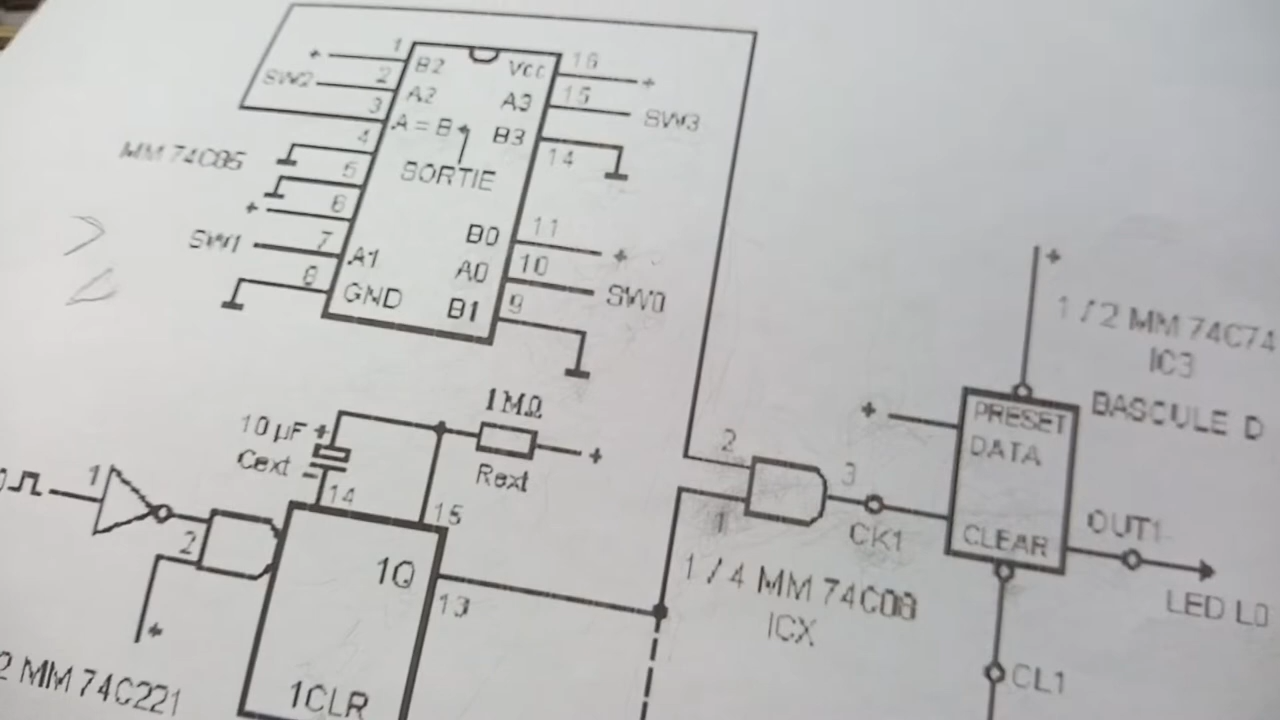 1
+
B2
Vcc
16
+
SW2
2
A2
A3
15
SW3
3
A = B
B3
14
MM 74C85
4
SORTIE
5
+
6
SW1
7
A1
B0
11
+
8
GND
A0
10
SW0
B1
9
+
1 / 2 MM 74C74
IC3
BASCULE D
+
PRESET
DATA
CLEAR
OUT1
LED L0
CL1
1 MΩ
10 µF +
Cext
-
Rext
+
14
15
1
2
+
1Q
13
1CLR
2 MM 74C221
2
3
1
CK1
1 / 4 MM 74C08
ICX